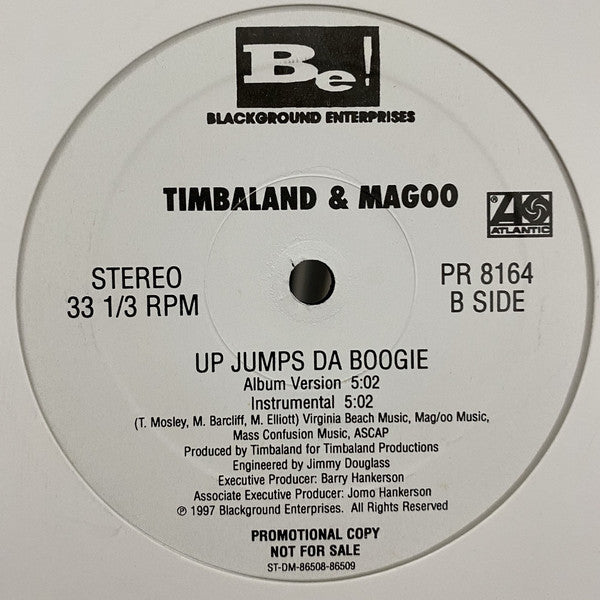 Be!
BLACKGROUND ENTERPRISES
TIMBALAND & MAGOO
® ATLANTIC
STEREO
33 1/3 RPM
PR 8164
B SIDE
UP JUMPS DA BOOGIE
Album Version 5:02
Instrumental 5:02
(T. Mosley, M. Barcliff, M. Elliott) Virginia Beach Music, Mag/oo Music,
Mass Confusion Music, ASCAP
Produced by Timbaland for Timbaland Productions
Engineered by Jimmy Douglass
Executive Producer: Barry Hankerson
Associate Executive Producer: Jomo Hankerson
℗ 1997 Blackground Enterprises. All Rights Reserved
PROMOTIONAL COPY
NOT FOR SALE
ST-DM-86508-86509